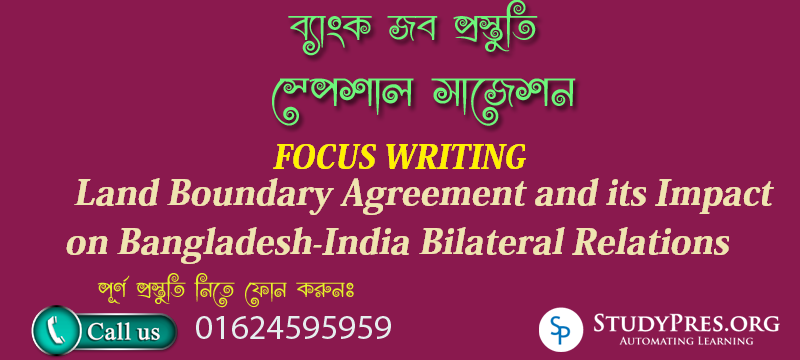 ব্যাংক জব প্রস্তুতি
স্পেশাল সাজেশন
FOCUS WRITING
Land Boundary Agreement and its Impact
on Bangladesh-India Bilateral Relations
পূর্ণ প্রস্তুতি নিতে ফোন করুনঃ
Call us
01624595959
SP
STUDYPRES.ORG
AUTOMATING LEARNING